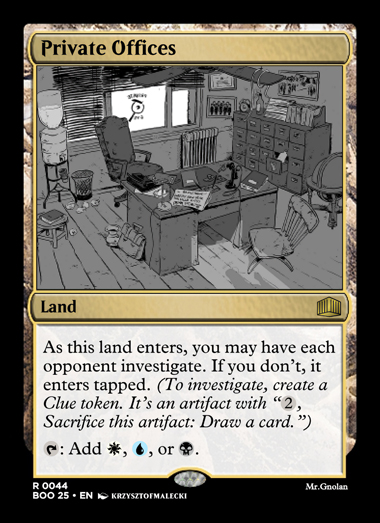 Private Offices
Land
As this land enters, you may have each
opponent investigate. If you don't, it
enters tapped. (To investigate, create a
Clue token. It's an artifact with “2,
Sacrifice this artifact: Draw a card.”)
: Add , , or .
R 0044
Mr.Gnolan
BOO 25 • EN KRZYSZTOFMALECKI